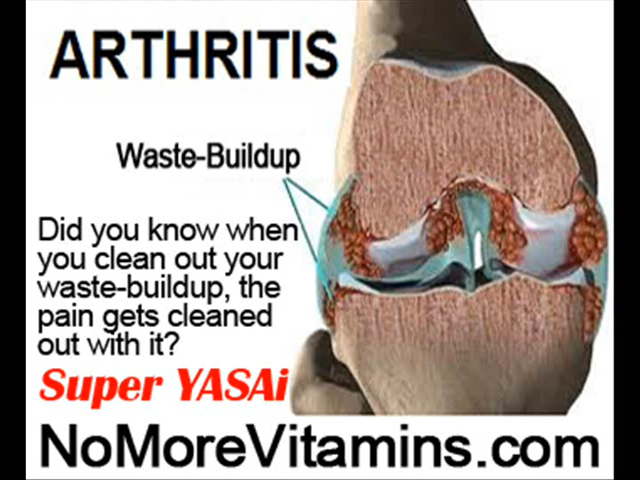 ARTHRITIS
Waste-Buildup
Did you know when
you clean out your
waste-buildup, the
pain gets cleaned
out with it?
Super YASAi
NoMoreVitamins.com